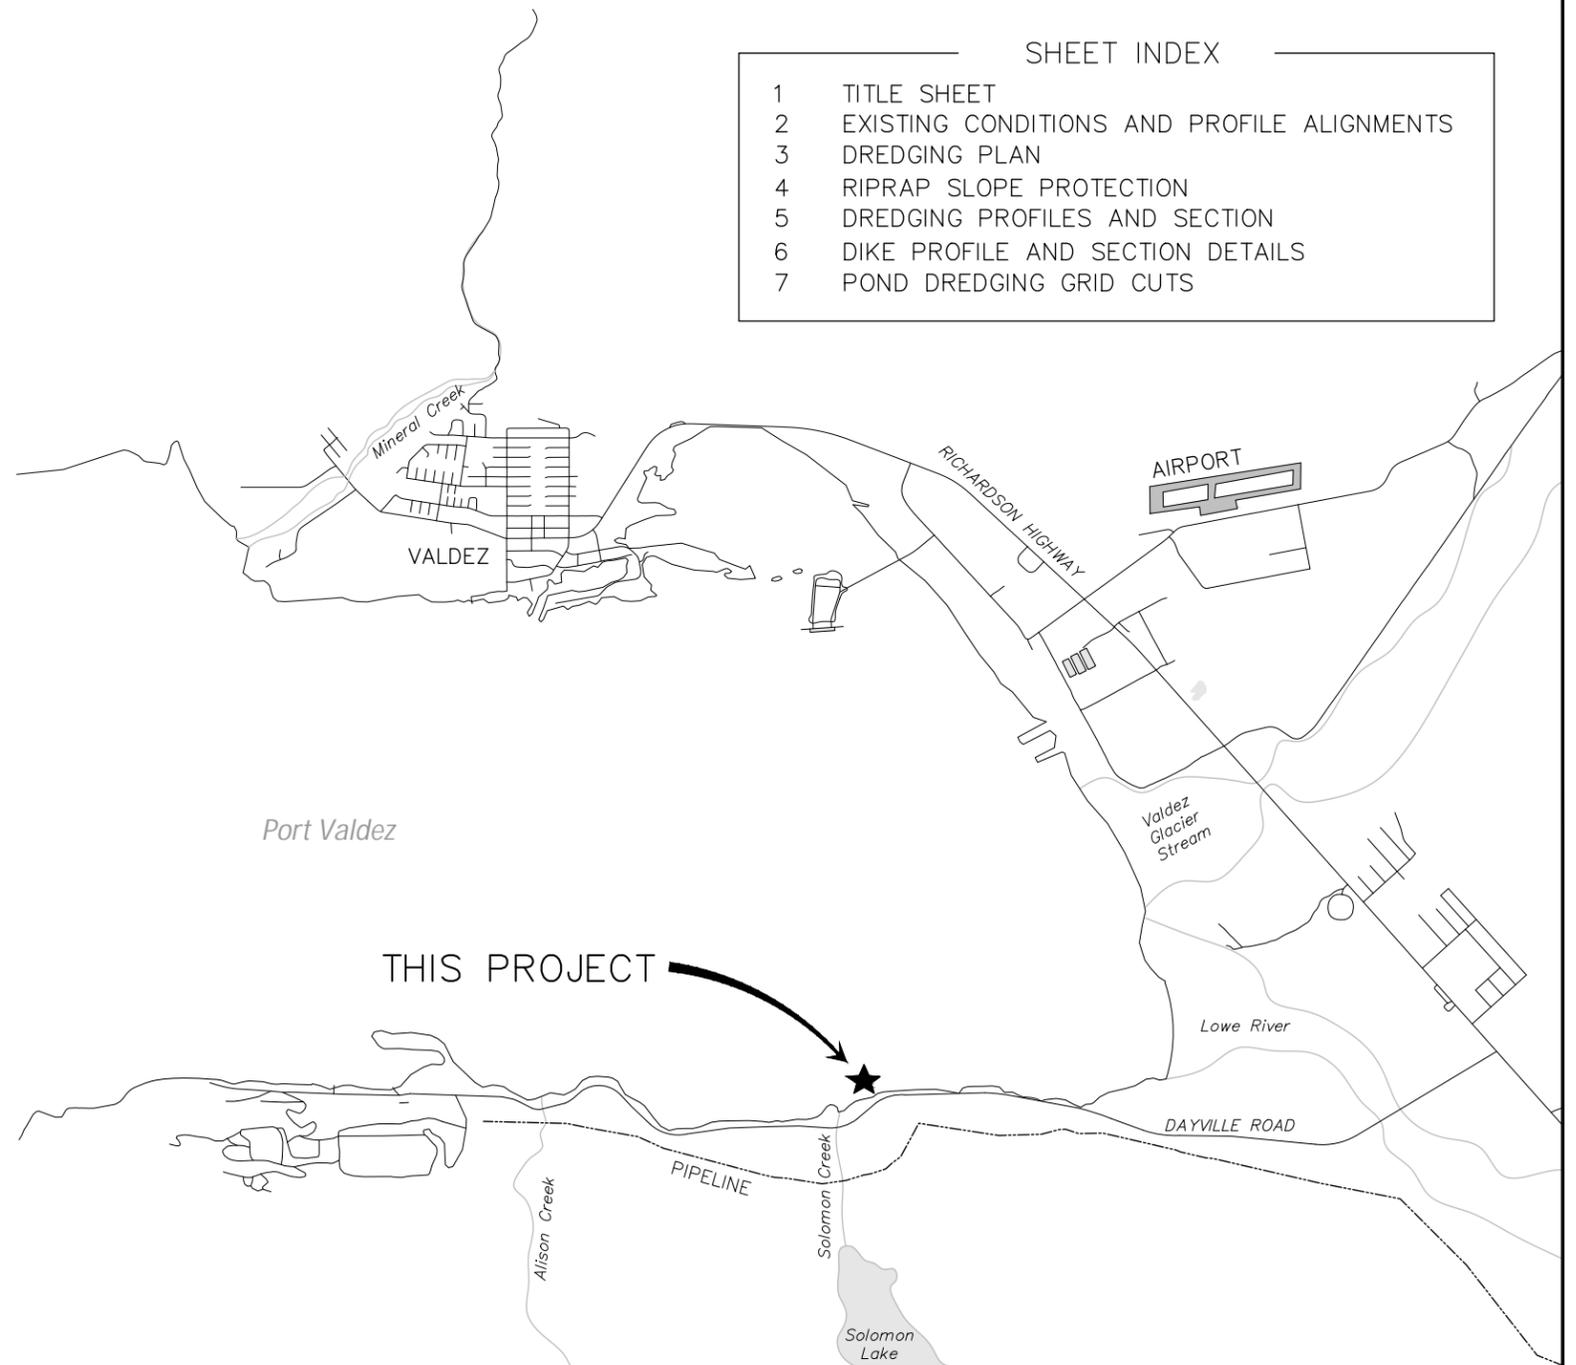 SHEET INDEX
1 TITLE SHEET
2 EXISTING CONDITIONS AND PROFILE ALIGNMENTS
3 DREDGING PLAN
4 RIPRAP SLOPE PROTECTION
5 DREDGING PROFILES AND SECTION
6 DIKE PROFILE AND SECTION DETAILS
7 POND DREDGING GRID CUTS
Mineral Creek
VALDEZ
RICHARDSON HIGHWAY
AIRPORT
Port Valdez
Valdez
Glacier
Stream
THIS PROJECT
Lowe River
DAYVILLE ROAD
PIPELINE
Alison Creek
Solomon Creek
Solomon
Lake